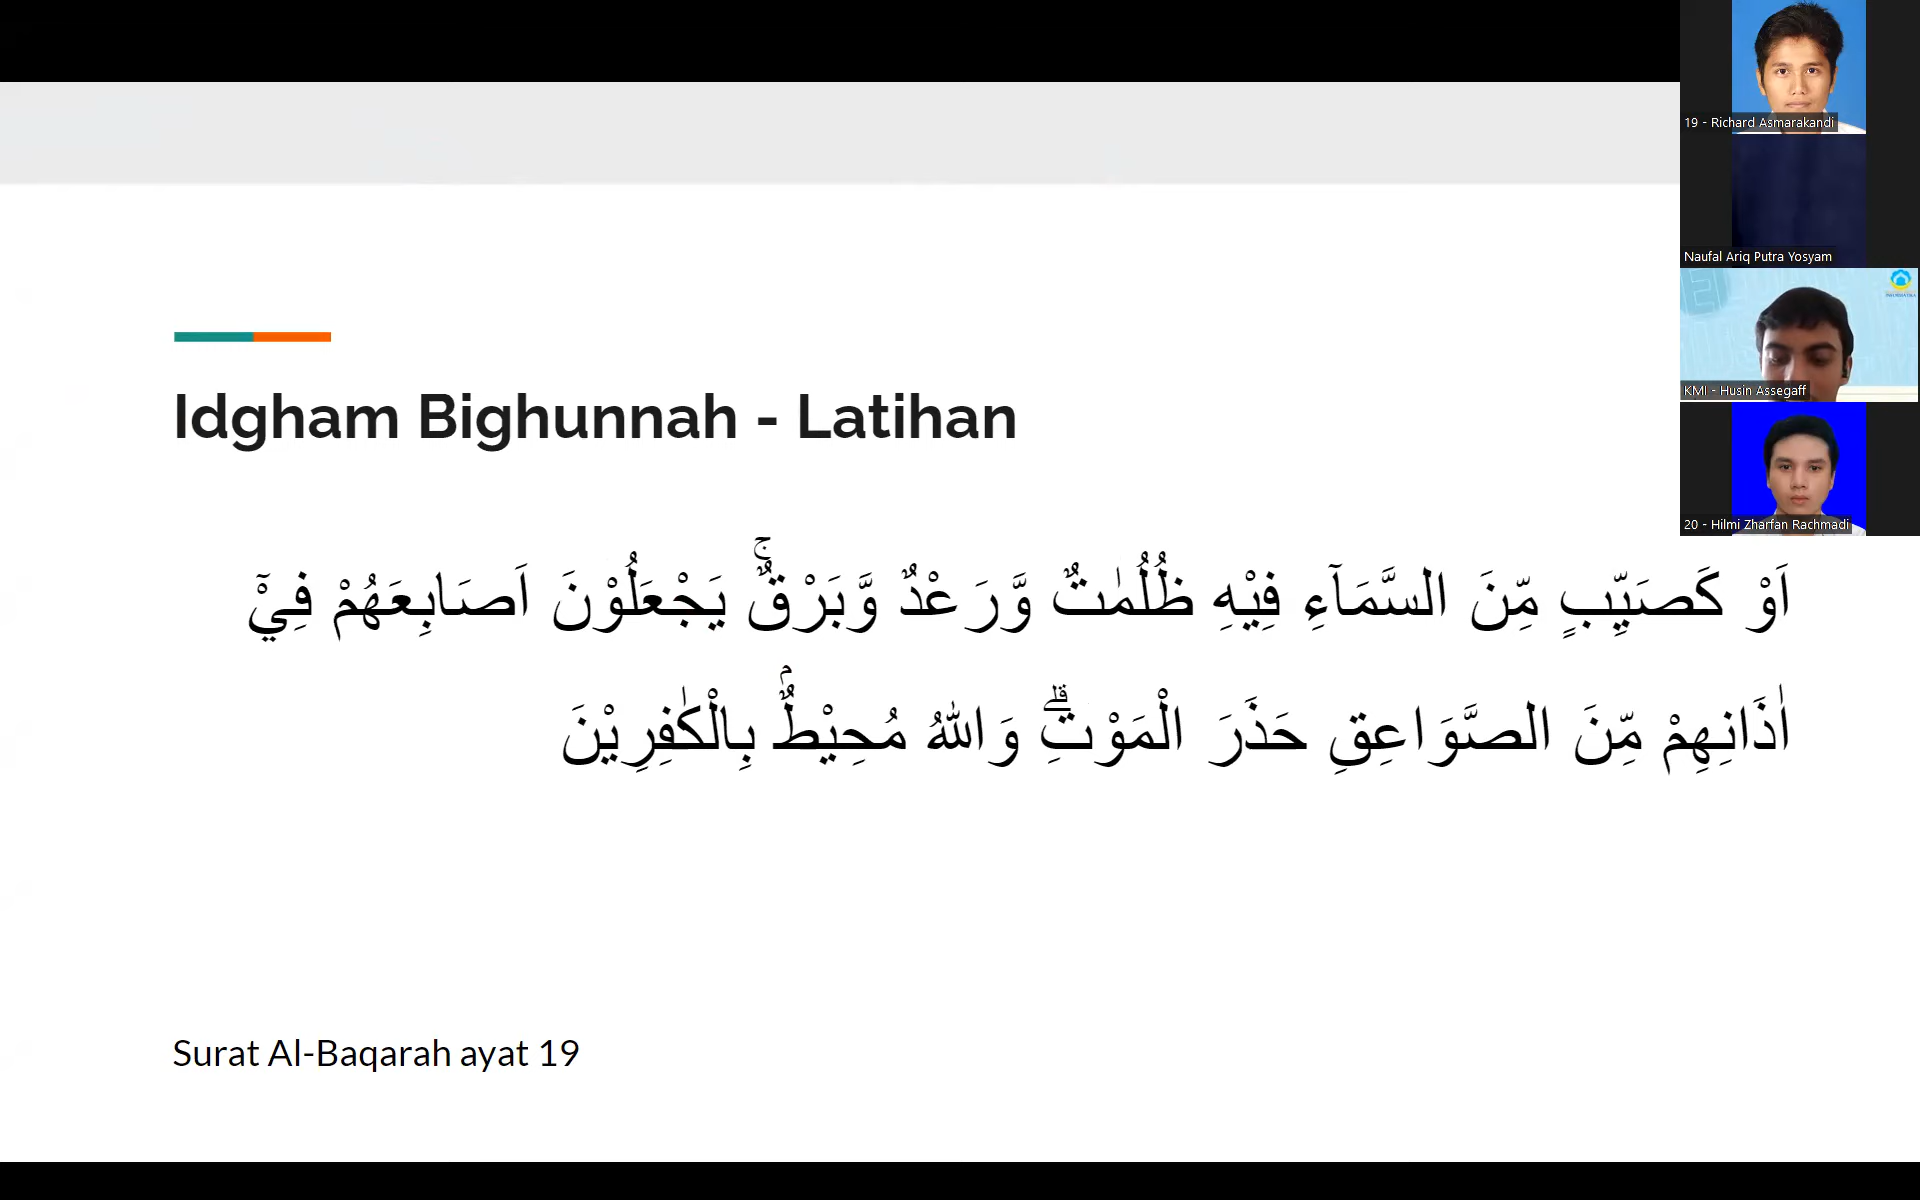 19 - Richard Asmarakandi
Naufal Ariq Putra Yosyam
KMI - Husin Assegaff
20 - Hilmi Zharfan Rachmadi
Idgham Bighunnah - Latihan
اَوْ كَصَيِّبٍ مِّنَ السَّمَاۤءِ فِيْهِ ظُلُمٰتٌ وَّرَعْدٌ وَّبَرْقٌۚ يَجْعَلُوْنَ اَصَابِعَهُمْ فِيْٓ
اٰذَانِهِمْ مِّنَ الصَّوَاعِقِ حَذَرَ الْمَوْتِۗ وَاللّٰهُ مُحِيْطٌۢ بِالْكٰفِرِيْنَ
Surat Al-Baqarah ayat 19